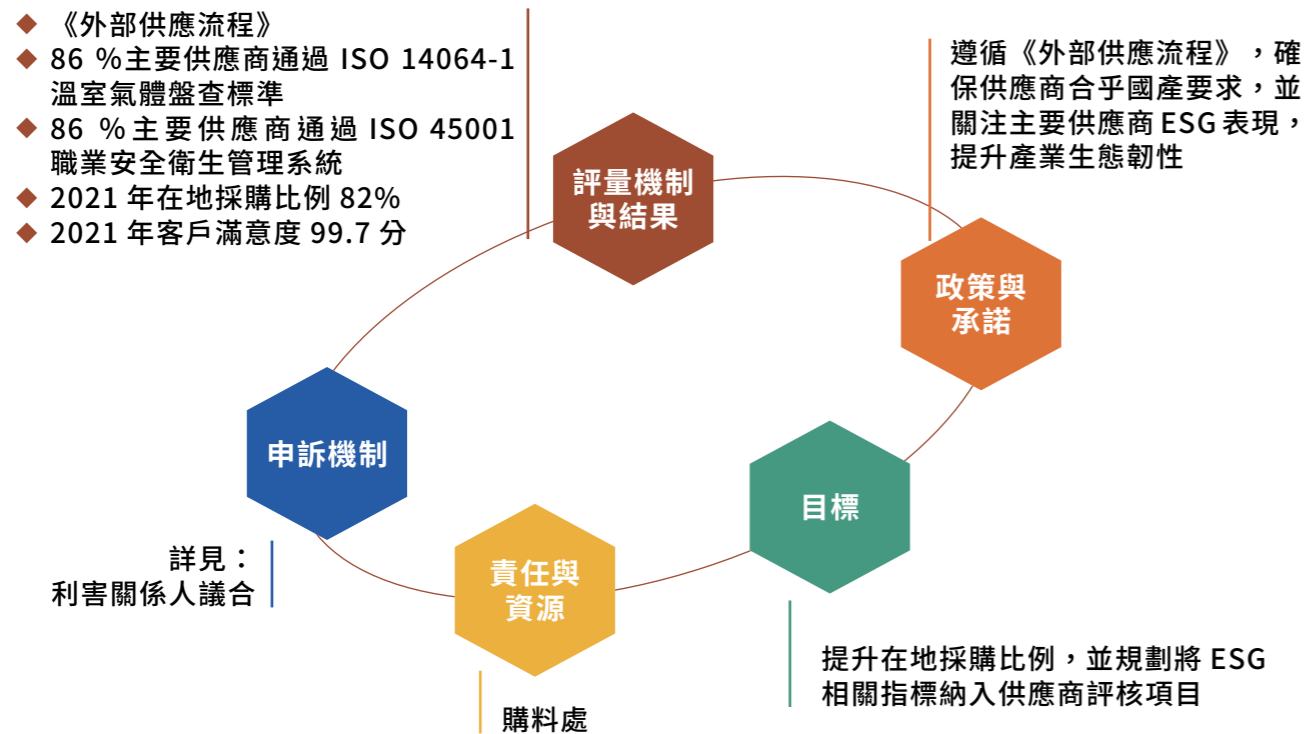 ◆ 《外部供應流程》
◆ 86 %主要供應商通過 ISO 14064-1
溫室氣體盤查標準
◆ 86 %主要供應商通過 ISO 45001
職業安全衛生管理系統
◆ 2021 年在地採購比例 82%
◆ 2021 年客戶滿意度 99.7 分
評量機制
與結果
遵循《外部供應流程》，確
保供應商合乎國產要求，並
關注主要供應商 ESG 表現，
提升產業生態韌性
政策與
承諾
目標
提升在地採購比例，並規劃將 ESG
相關指標納入供應商評核項目
責任與
資源
購料處
申訴機制
詳見：
利害關係人議合